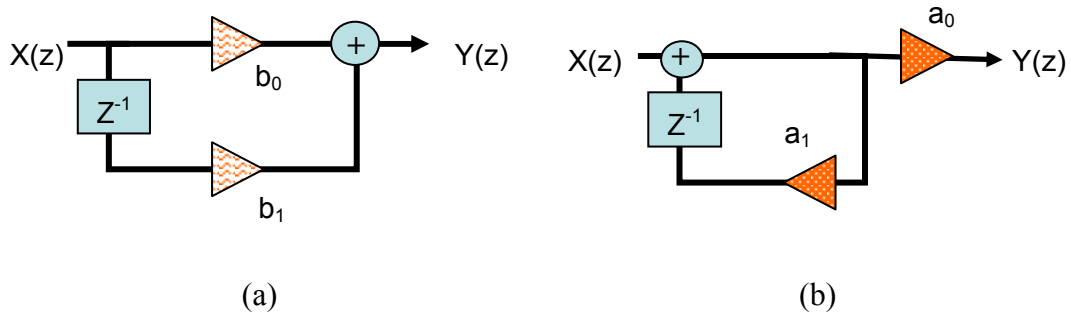 X(z) b₀ + Y(z)
Z⁻¹
b₁
(a)
a₀
X(z) + Y(z)
Z⁻¹
a₁
(b)